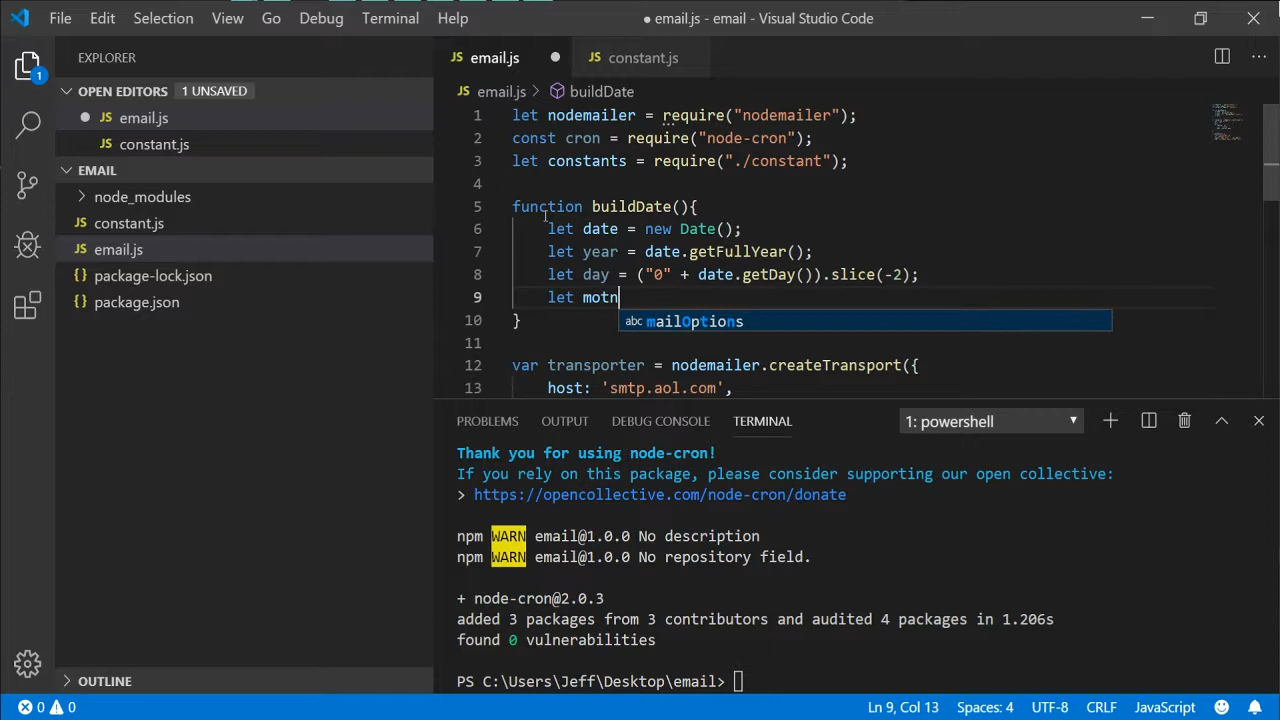 File Edit Selection View Go Debug Terminal Help ● email.js - email - Visual Studio Code
EXPLORER
JS email.js ● JS constant.js
OPEN EDITORS 1 UNSAVED
JS email.js > buildDate
● email.js
JS constant.js
EMAIL
> node_modules
JS constant.js
JS email.js
{} package-lock.json
{} package.json
1 let nodemailer = require("nodemailer");
2 const cron = require("node-cron");
3 let constants = require("./constant");
4
5 function buildDate(){
6 let date = new Date();
7 let year = date.getFullYear();
8 let day = ("0" + date.getDay()).slice(-2);
9 let motn
10 }
abc mailOptions
11
12 var transporter = nodemailer.createTransport({
13 host: 'smtp.aol.com',
PROBLEMS OUTPUT DEBUG CONSOLE TERMINAL 1: powershell
Thank you for using node-cron!
If you rely on this package, please consider supporting our open collective:
> https://opencollective.com/node-cron/donate
npm WARN email@1.0.0 No description
npm WARN email@1.0.0 No repository field.
+ node-cron@2.0.3
added 3 packages from 3 contributors and audited 4 packages in 1.206s
found 0 vulnerabilities
PS C:\Users\Jeff\Desktop\email>
> OUTLINE
1
0 0 Ln 9, Col 13 Spaces: 4 UTF-8 CRLF JavaScript